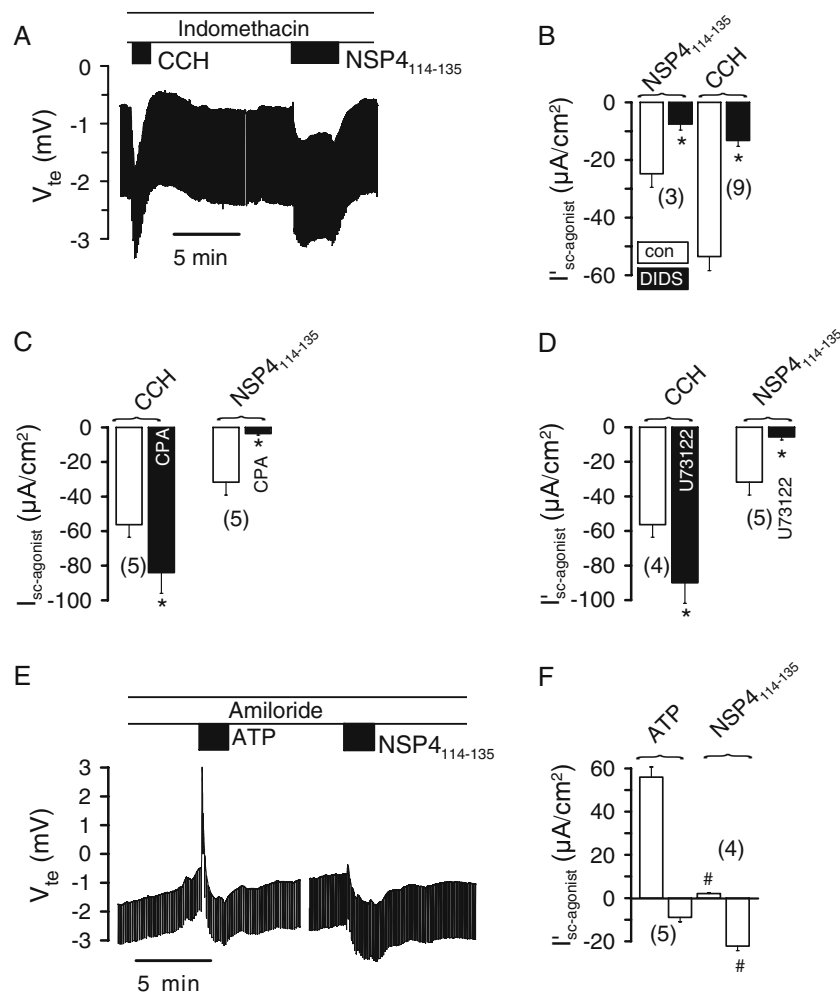 A
Indomethacin
CCH
NSP4₁₁₄₋₁₃₅
0
-1
-2
-3
Vte (mV)
5 min
B
NSP4₁₁₄₋₁₃₅
CCH
0
-20
-40
-60
I'sc-agonist (µA/cm²)
*
*
(3)
(9)
con
DIDS
C
CCH
NSP4₁₁₄₋₁₃₅
0
-20
-40
-60
-80
-100
I'sc-agonist (µA/cm²)
CPA
*
CPA
(5)
(5)
*
D
CCH
NSP4₁₁₄₋₁₃₅
0
-20
-40
-60
-80
-100
I'sc-agonist (µA/cm²)
U73122
*
U73122
(5)
(4)
*
E
Amiloride
ATP
NSP4₁₁₄₋₁₃₅
3
2
1
0
-1
-2
-3
Vte (mV)
5 min
F
ATP
NSP4₁₁₄₋₁₃₅
60
40
20
0
-20
I'sc-agonist (µA/cm²)
(4)
#
(5)
#